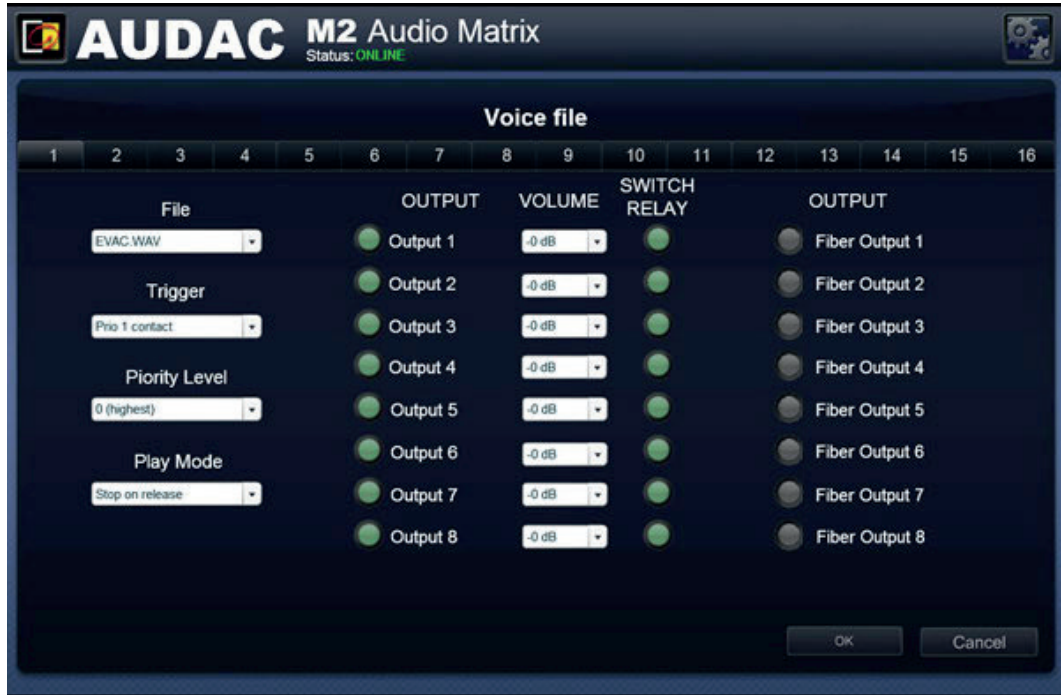 AUDAC M2 Audio Matrix
Status: ONLINE
Voice file
1 2 3 4 5 6 7 8 9 10 11 12 13 14 15 16
File
EVAC.WAV
Trigger
Prio 1 contact
Piority Level
0 (highest)
Play Mode
Stop on release
OUTPUT VOLUME SWITCH RELAY OUTPUT
Output 1 -0 dB Fiber Output 1
Output 2 -0 dB Fiber Output 2
Output 3 -0 dB Fiber Output 3
Output 4 -0 dB Fiber Output 4
Output 5 -0 dB Fiber Output 5
Output 6 -0 dB Fiber Output 6
Output 7 -0 dB Fiber Output 7
Output 8 -0 dB Fiber Output 8
OK Cancel